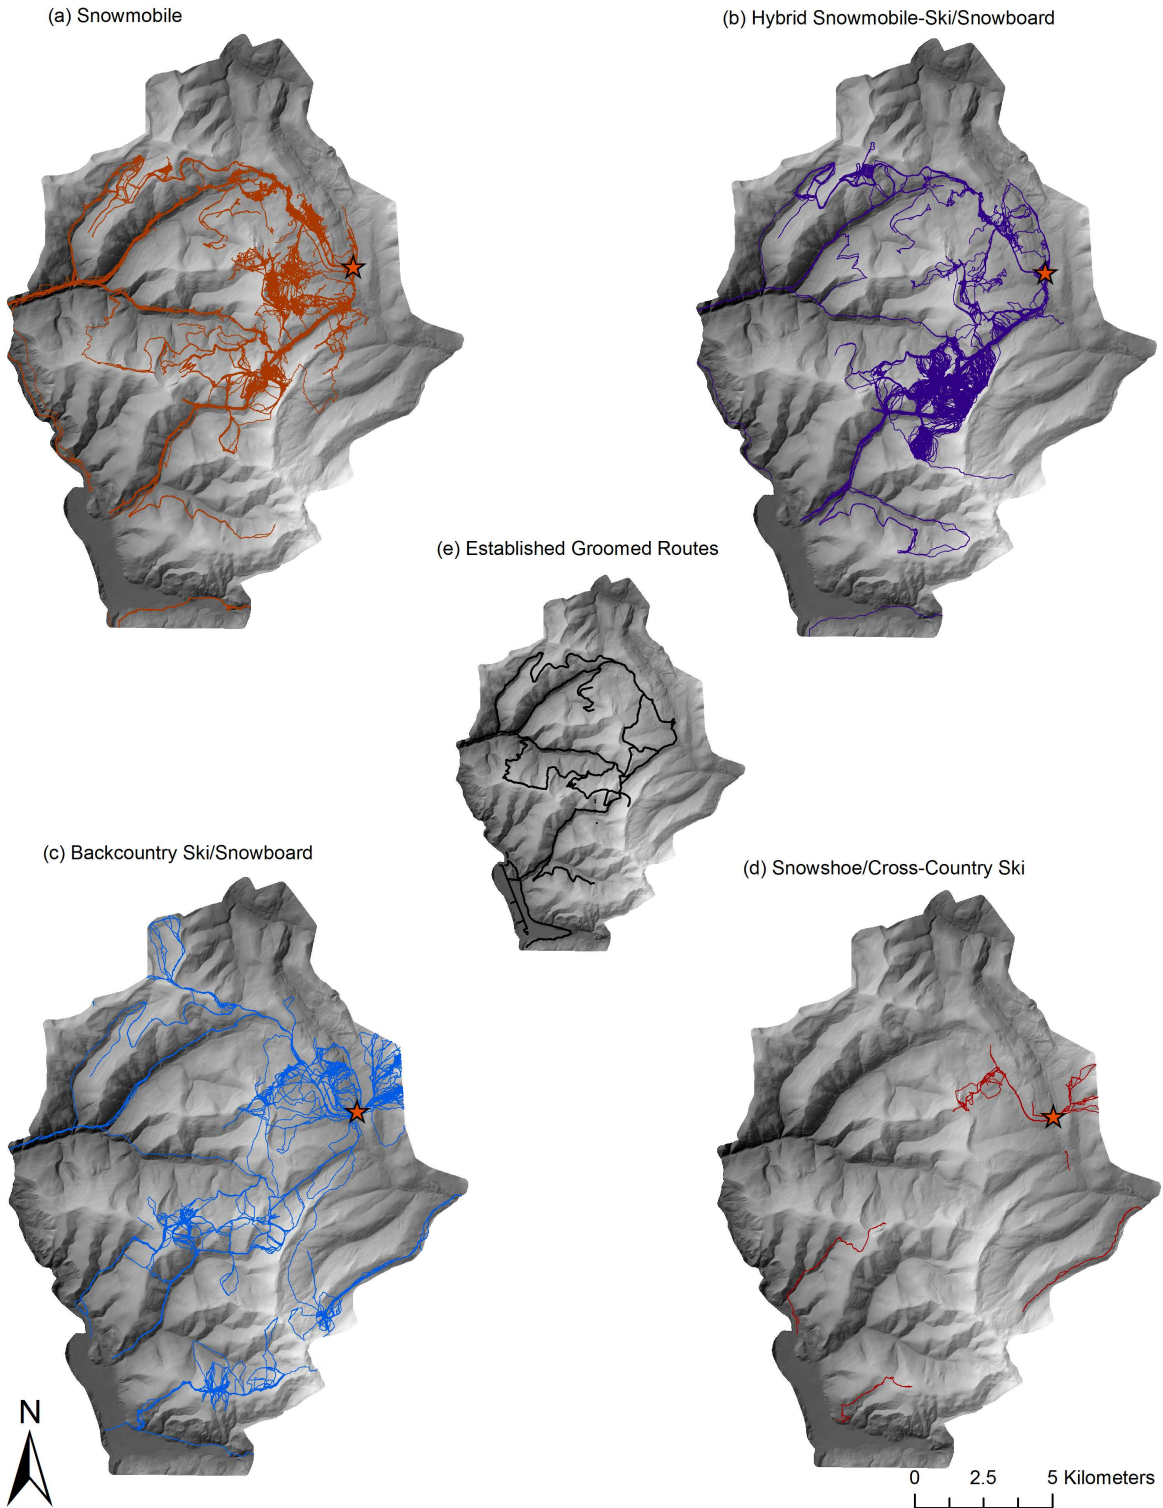 (a) Snowmobile
(b) Hybrid Snowmobile-Ski/Snowboard
(e) Established Groomed Routes
(c) Backcountry Ski/Snowboard
(d) Snowshoe/Cross-Country Ski
N
0 2.5 5 Kilometers